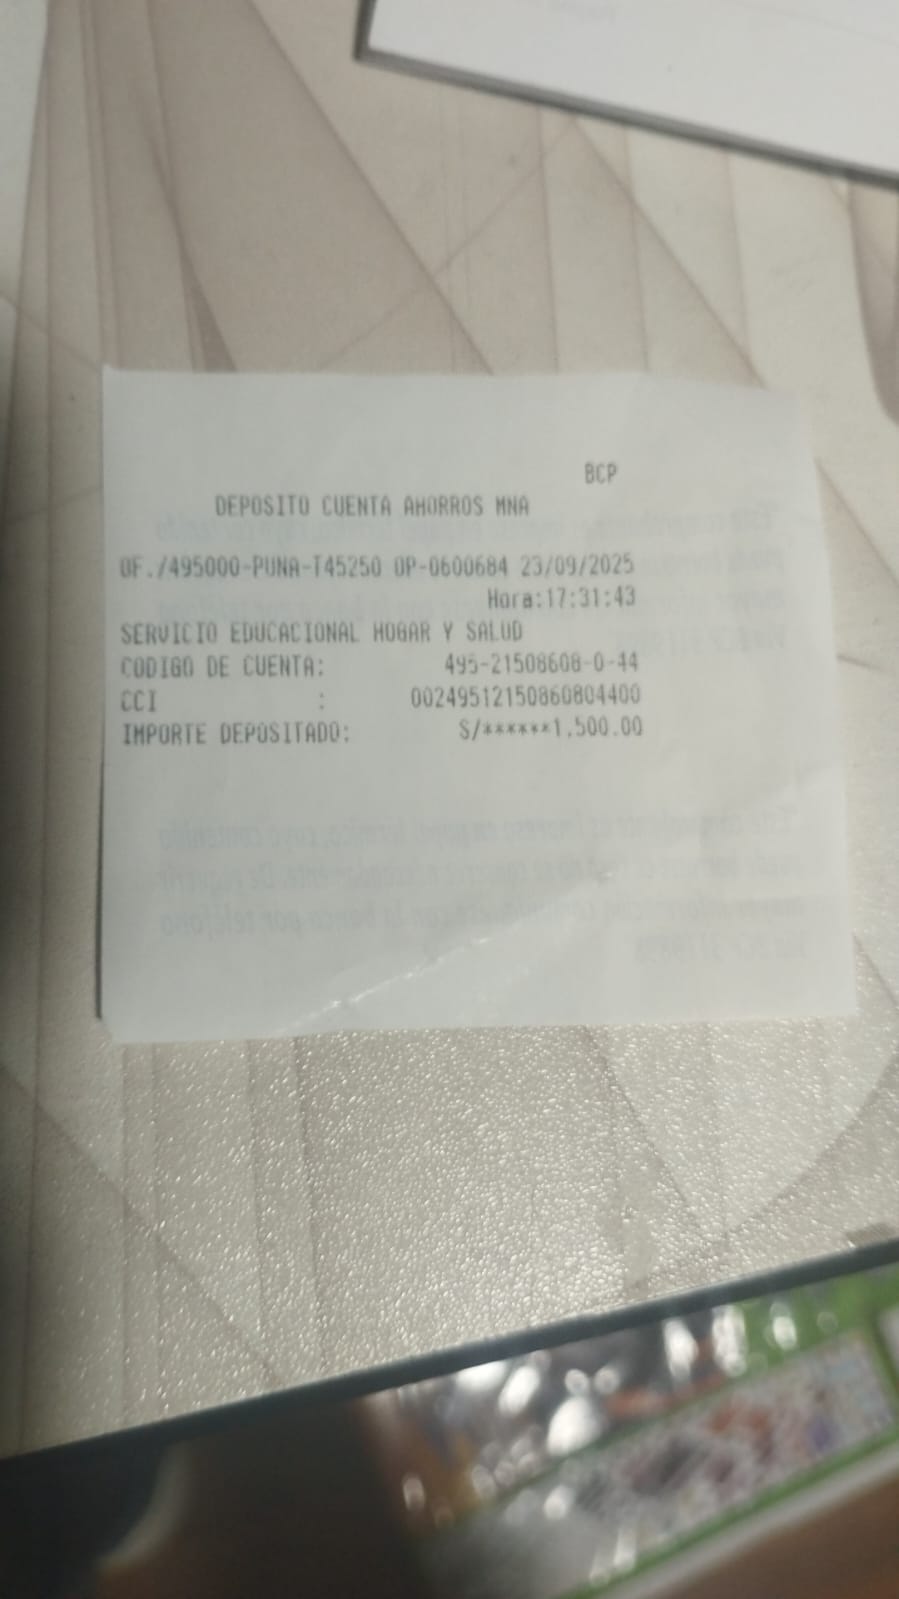 BCP
DEPOSITO CUENTA AHORROS MNA
OF./495000-PUNA-T45250 OP-0600684 23/09/2025
Hora:17:31:43
SERVICIO EDUCACIONAL HOGAR Y SALUD
CODIGO DE CUENTA: 495-21508608-0-44
CCI : 00249512150860804400
IMPORTE DEPOSITADO: S/******1,500.00